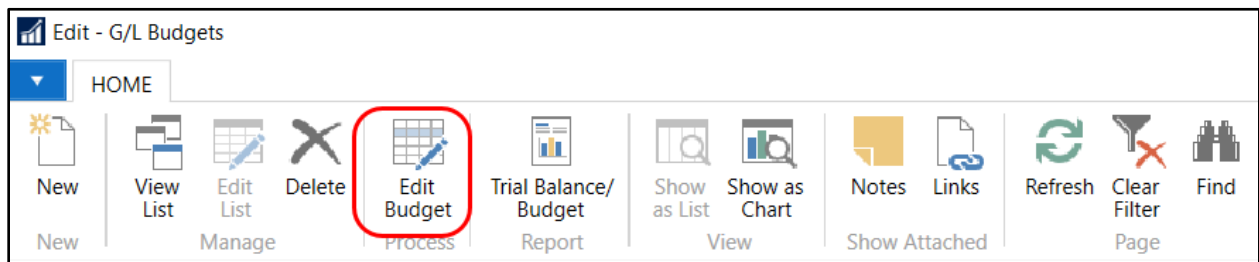 Edit - G/L Budgets
HOME
New
View
List
Edit
List
Delete
Edit
Budget
Trial Balance/
Budget
Show
as List
Show as
Chart
Notes
Links
Refresh
Clear
Filter
Find
New
Manage
Process
Report
View
Show Attached
Page